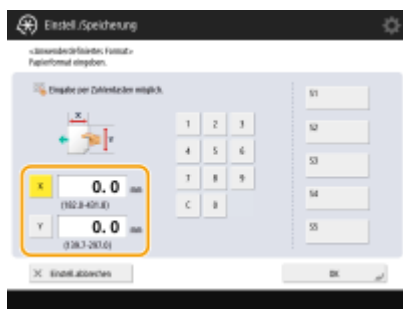 Einstell./Speicherung
<Anwenderdefiniertes Format>
Papierformat eingeben.
Eingabe per Zahlentasten möglich.
X
Y
1 2 3
4 5 6
7 8 9
C 0
X 0. 0 mm
(182.0-431.8)
Y 0. 0 mm
(139.7-297.0)
S1
S2
S3
S4
S5
Einstell. abbrechen
OK